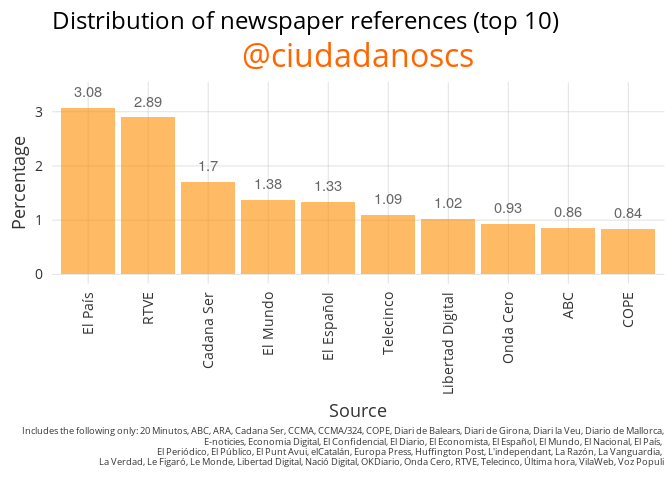 Distribution of newspaper references (top 10)
@ciudadanoscs
Percentage
3
2
1
0
3.08
2.89
1.7
1.38
1.33
1.09
1.02
0.93
0.86
0.84
El País
RTVE
Cadana Ser
El Mundo
El Español
Telecinco
Libertad Digital
Onda Cero
ABC
COPE
Source
Includes the following only: 20 Minutos, ABC, ARA, Cadana Ser, CCMA, CCMA/324, COPE, Diari de Balears, Diari de Girona, Diari la Veu, Diario de Mallorca,
E-noticies, Economia Digital, El Confidencial, El Diario, El Economista, El Español, El Mundo, El Nacional, El País,
El Periódico, El Público, El Punt Avui, elCatalán, Europa Press, Huffington Post, L'independant, La Razón, La Vanguardia,
La Verdad, Le Figaró, Le Monde, Libertad Digital, Nació Digital, OKDiario, Onda Cero, RTVE, Telecinco, Última hora, VilaWeb, Voz Populi